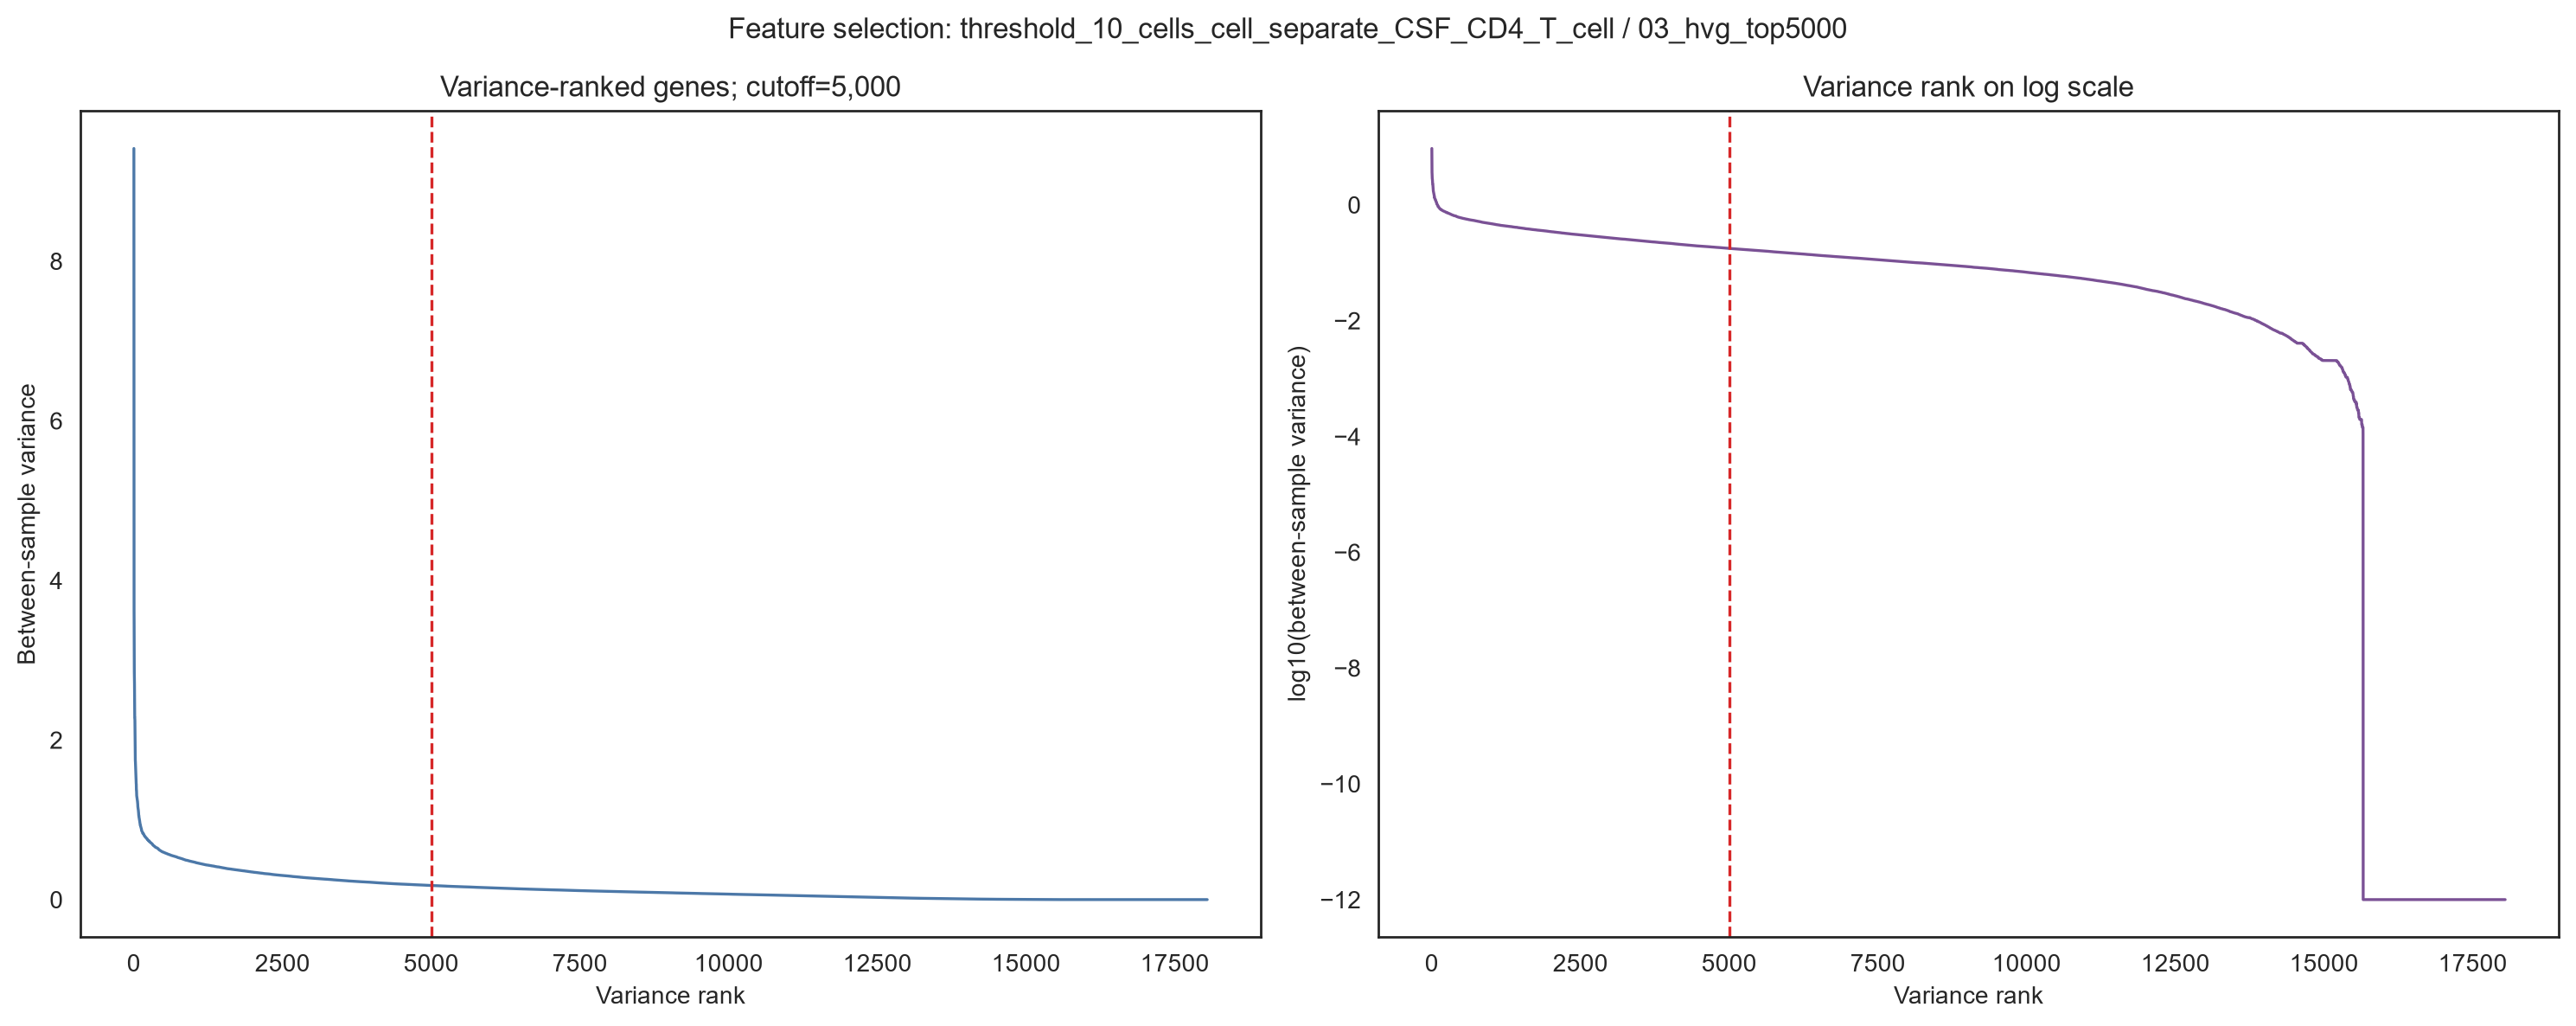 Feature selection: threshold_10_cells_cell_separate_CSF_CD4_T_cell / 03_hvg_top5000
Variance-ranked genes; cutoff=5,000
Between-sample variance
8
6
4
2
0
0 2500 5000 7500 10000 12500 15000 17500
Variance rank
Variance rank on log scale
log10(between-sample variance)
0
−2
−4
−6
−8
−10
−12
0 2500 5000 7500 10000 12500 15000 17500
Variance rank